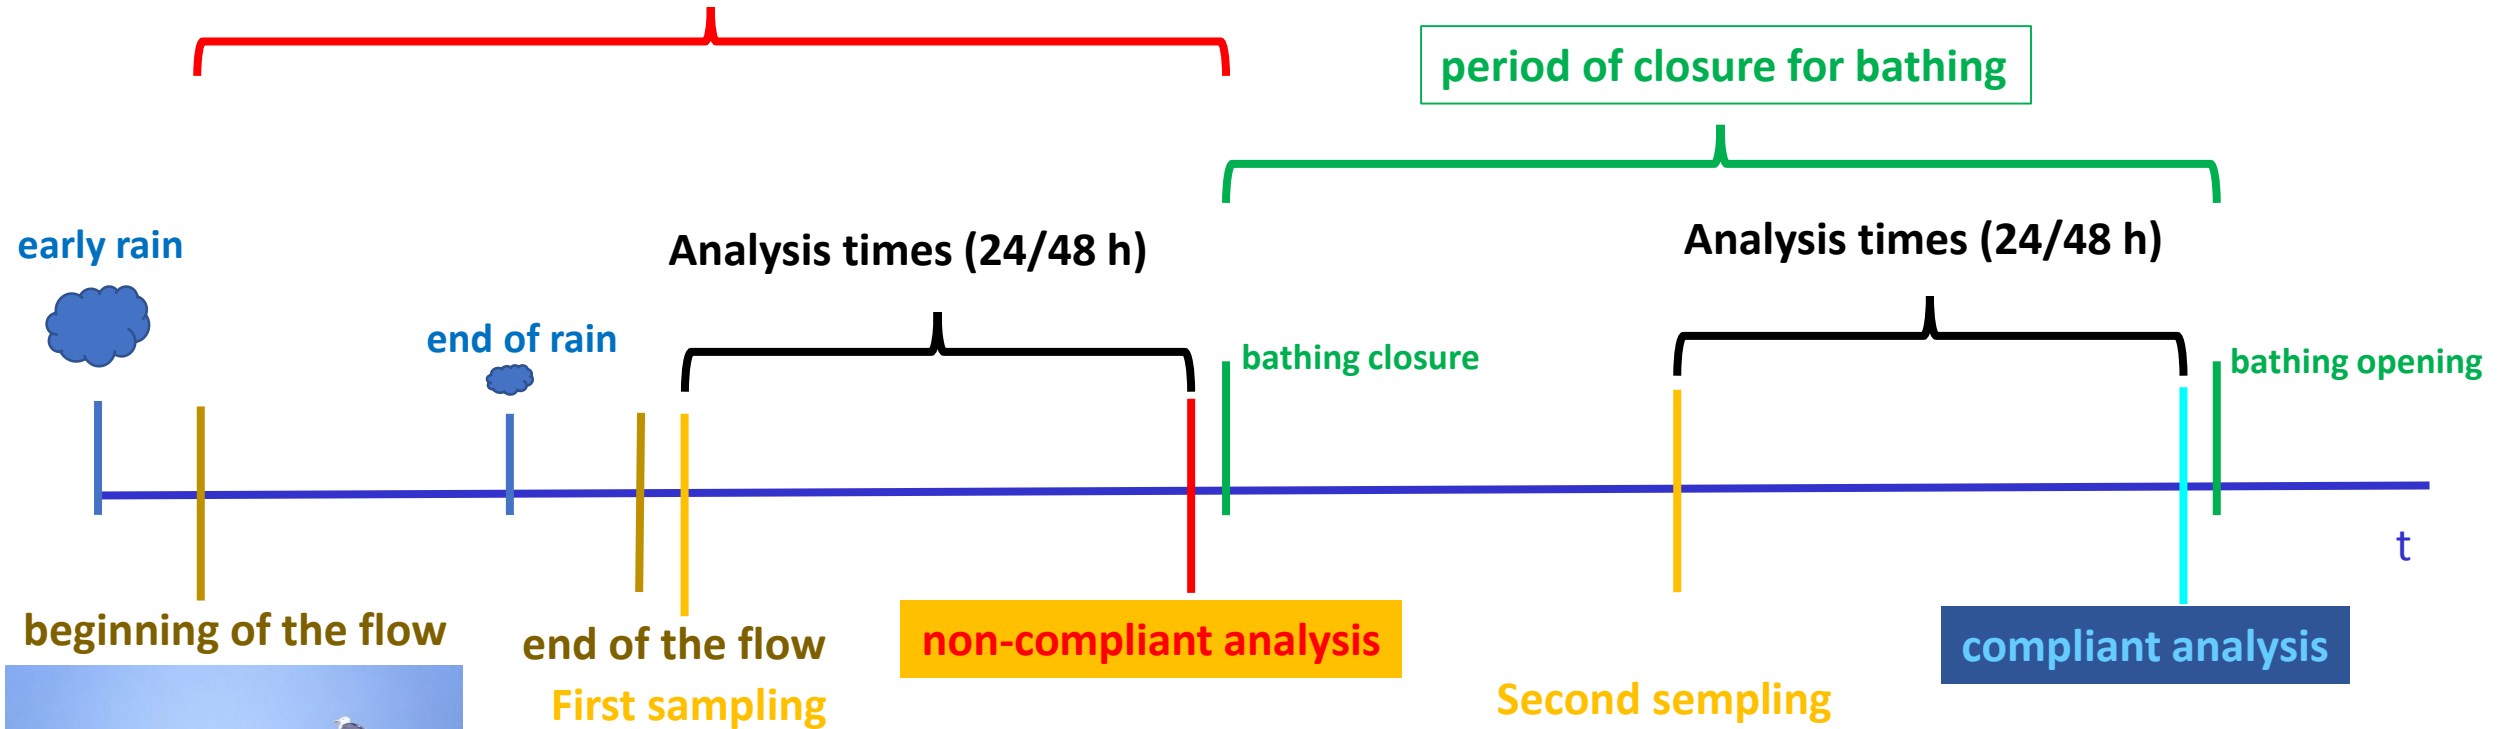 period of closure for bathing
early rain
Analysis times (24/48 h)
Analysis times (24/48 h)
end of rain
bathing closure
bathing opening
t
beginning of the flow
end of the flow
non-compliant analysis
compliant analysis
First sampling
Second sempling